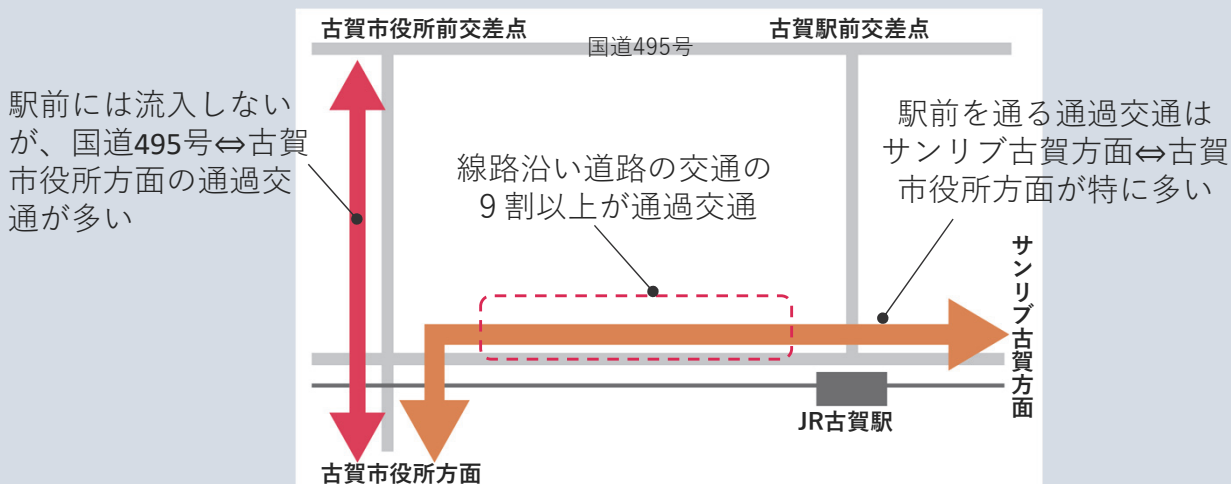 古賀市役所前交差点
国道495号
古賀駅前交差点
駅前には流入しない
が、国道495号⇔古賀
市役所方面の通過交
通が多い
線路沿い道路の交通の
９割以上が通過交通
駅前を通る通過交通は
サンリブ古賀方面⇔古賀
市役所方面が特に多い
サンリブ古賀方面
JR古賀駅
古賀市役所方面